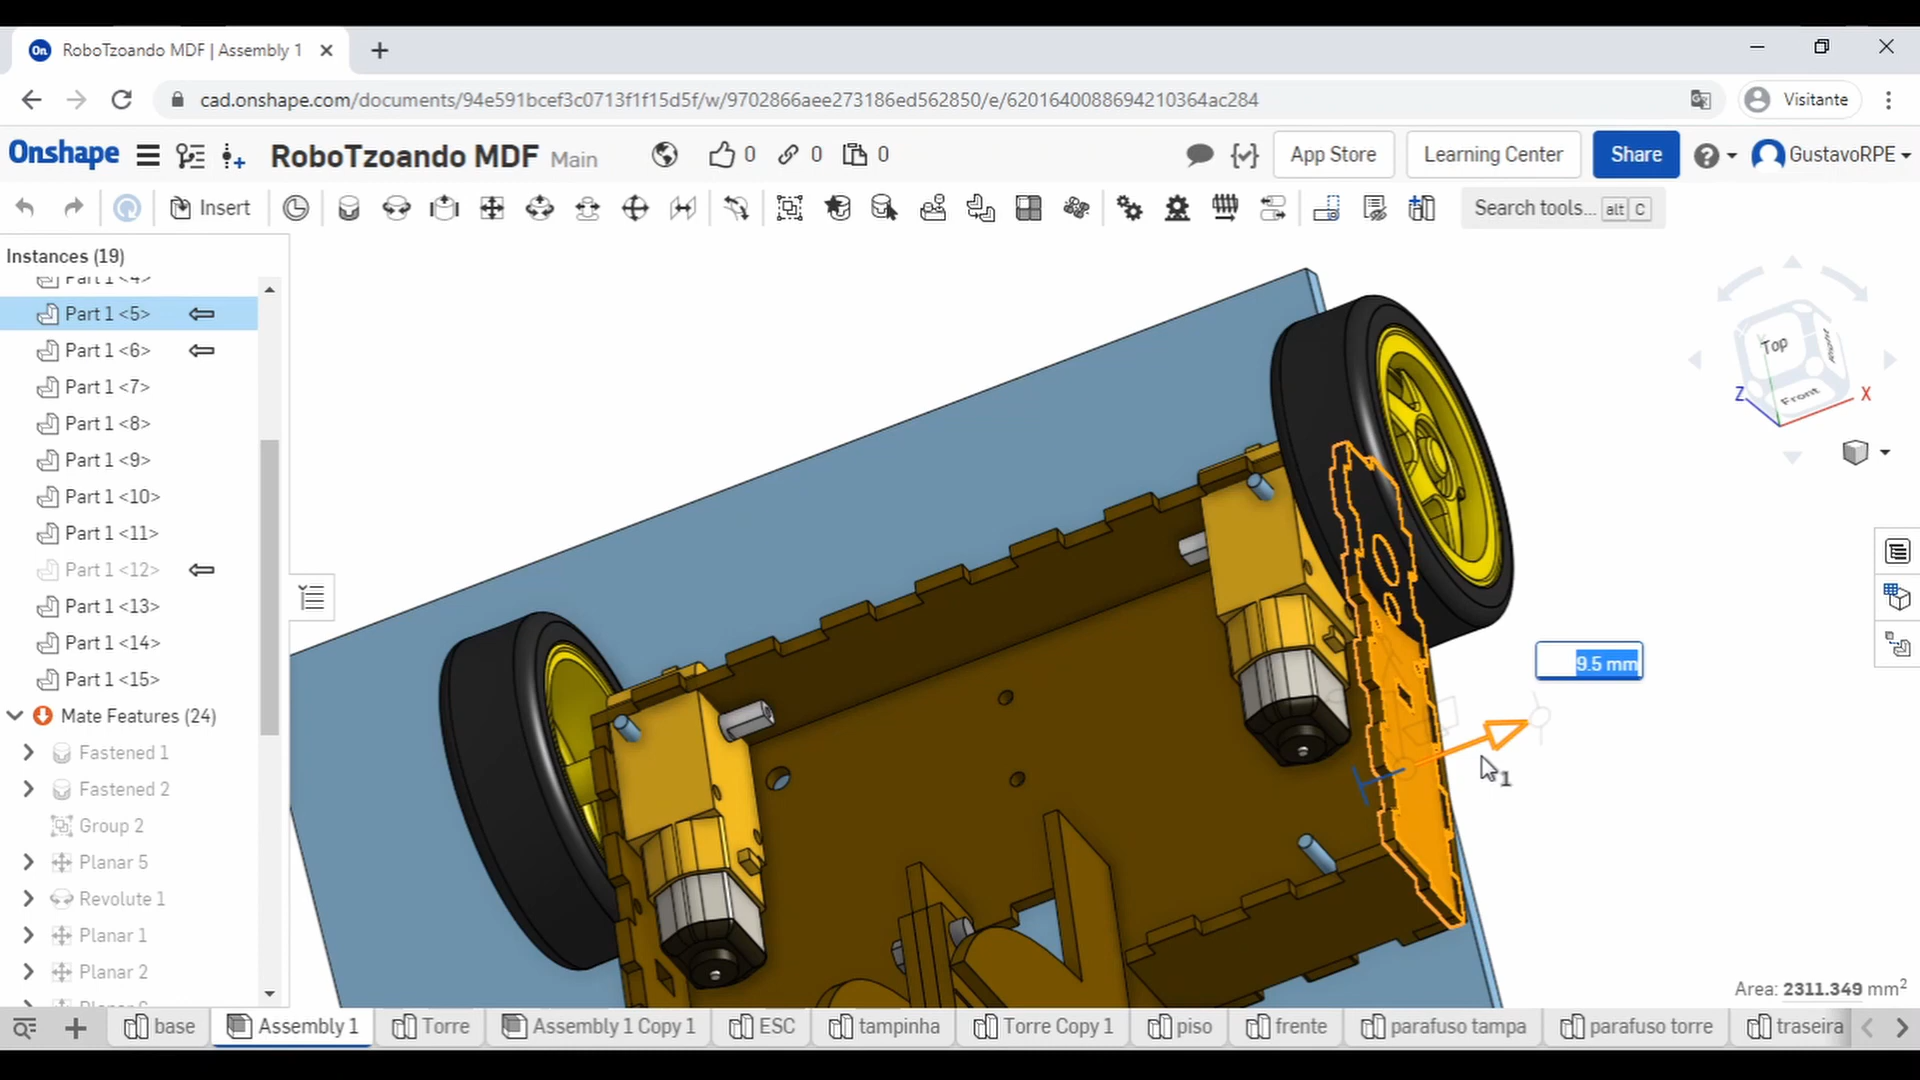 On RoboTzoando MDF | Assembly 1
cad.onshape.com/documents/94e591bcef3c0713f1f15d5f/w/9702866aee273186ed562850/e/6201640088694210364ac284
Visitante
Onshape
RoboTzoando MDF Main
0 0 0
App Store
Learning Center
Share
GustavoRPE
Insert
Search tools... alt C
Instances (19)
Part 1 <4>
Part 1 <5>
Part 1 <6>
Part 1 <7>
Part 1 <8>
Part 1 <9>
Part 1 <10>
Part 1 <11>
Part 1 <12>
Part 1 <13>
Part 1 <14>
Part 1 <15>
Mate Features (24)
Fastened 1
Fastened 2
Group 2
Planar 5
Revolute 1
Planar 1
Planar 2
Top
Front
Z
X
9.5 mm
1
Area: 2311.349 mm²
base
Assembly 1
Torre
Assembly 1 Copy 1
ESC
tampinha
Torre Copy 1
piso
frente
parafuso tampa
parafuso torre
traseira